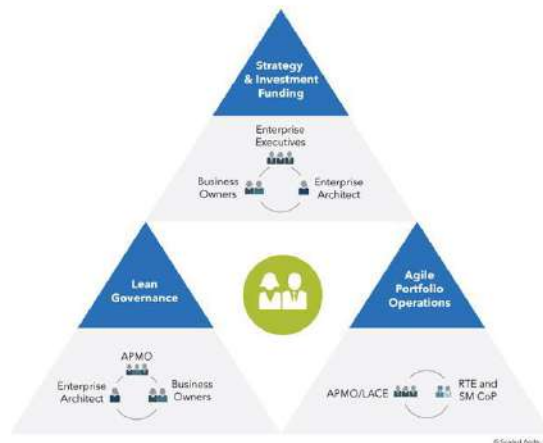 Strategy
& Investment
Funding
Enterprise
Executives
Business
Owners
Enterprise
Architect
Lean
Governance
Agile
Portfolio
Operations
APMO
Enterprise
Architect
Business
Owners
APMO/LACE
RTE and
SM CoP